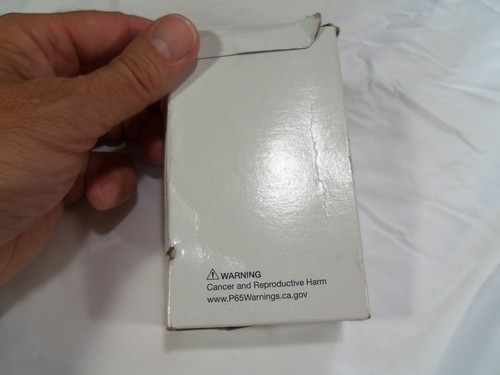 ⚠ WARNING
Cancer and Reproductive Harm
www.P65Warnings.ca.gov